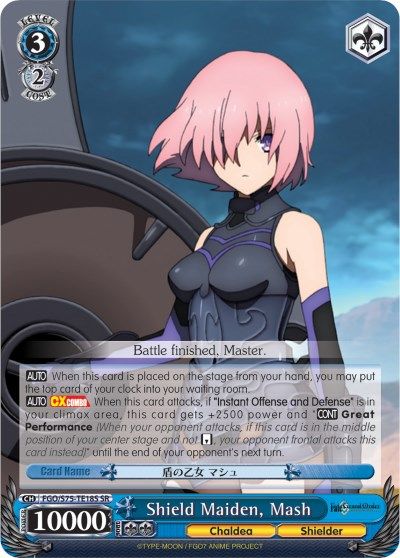 LEVEL
3
2
COST
Battle finished, Master.
AUTO When this card is placed on the stage from your hand, you may put
the top card of your clock into your waiting room.
AUTO CXCOMBO When this card attacks, if "Instant Offense and Defense" is in
your climax area, this card gets +2500 power and "CONT Great
Performance (When your opponent attacks, if this card is in the middle
position of your center stage and not, your opponent frontal attacks this
card instead)" until the end of your opponent's next turn.
Card Name 盾の乙女 マシュ
CH FGO/S75-TE18S SR
10000
Shield Maiden, Mash
Chaldea Shielder
©TYPE-MOON / FGO7 ANIME PROJECT